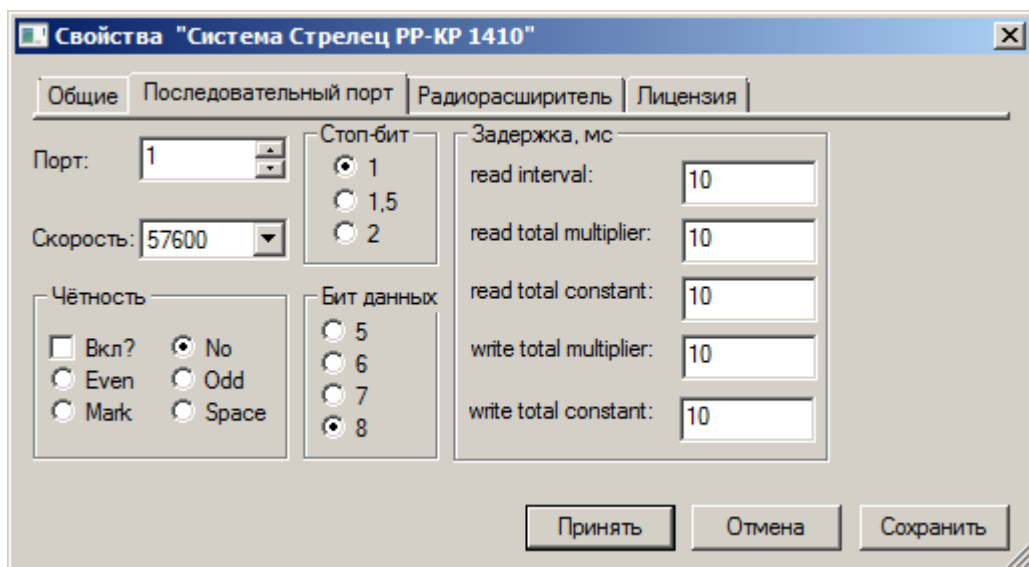 Свойства "Система Стрелец РР-КР 1410"
Общие Последовательный порт Радиорасширитель Лицензия
Порт: 1
Скорость: 57600
Стоп-бит
1
1,5
2
Чётность
Вкл? No
Even Odd
Mark Space
Бит данных
5
6
7
8
Задержка, мс
read interval: 10
read total multiplier: 10
read total constant: 10
write total multiplier: 10
write total constant: 10
Принять Отмена Сохранить